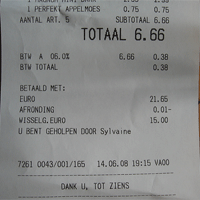 1 PERFEKT APPELMOES 0.75 0.75
AANTAL ART. 5 SUBTOTAAL 6.66
TOTAAL 6.66
BTW A 06.0% 6.66 0.38
BTW TOTAAL 0.38
BETAALD MET:
EURO 21.65
AFRONDING 0.01-
WISSELG.EURO 15.00
U BENT GEHOLPEN DOOR Sylvaine
7261 0043/001/165 14.06.08 19:15 VA00
DANK U, TOT ZIENS